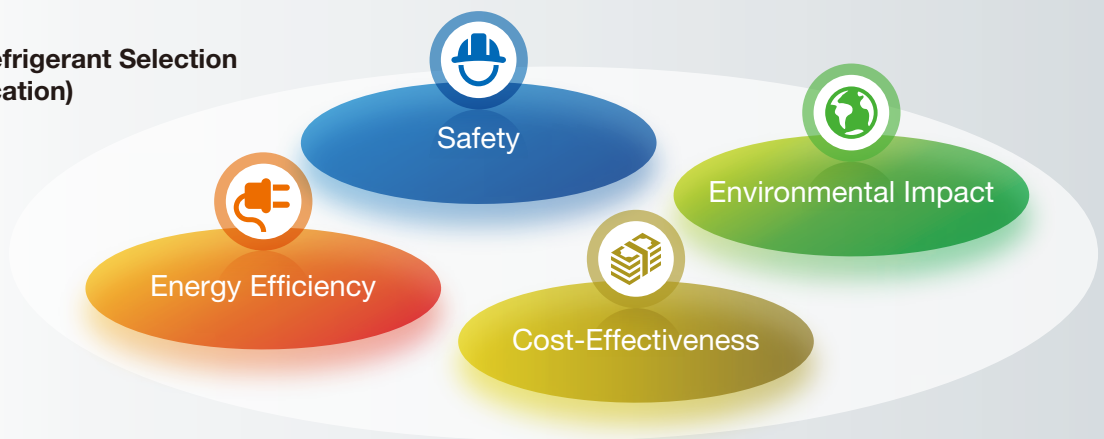 efrigerant Selection
cation)
Safety
Environmental Impact
Energy Efficiency
Cost-Effectiveness